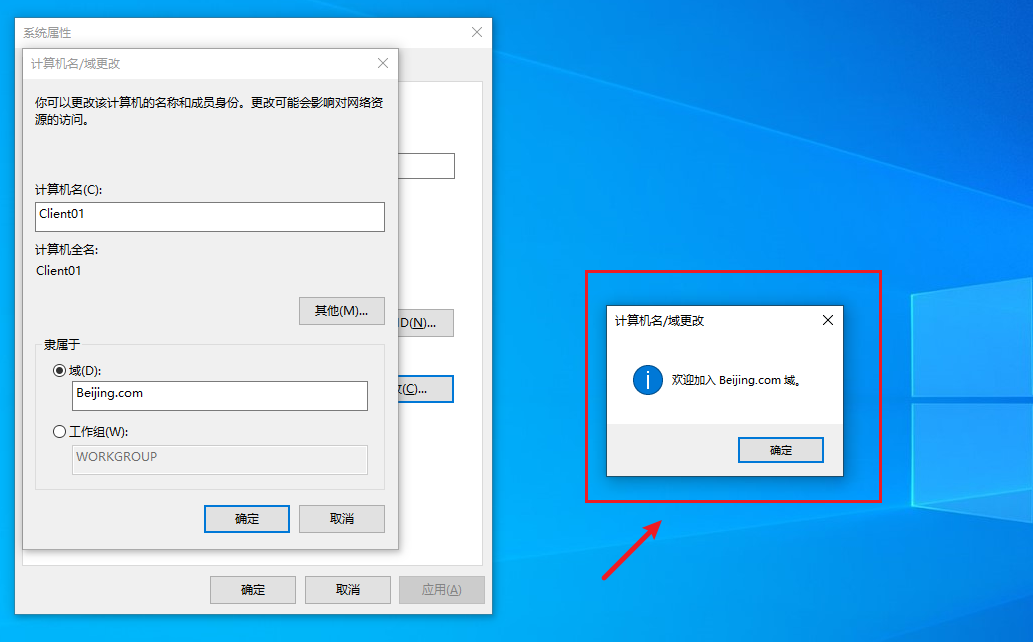 系统属性
计算机名/域更改
你可以更改该计算机的名称和成员身份。更改可能会影响对网络资
源的访问。
计算机名(C):
Client01
计算机全名:
Client01
其他(M)...
D(N)...
隶属于
域(D):
(C)...
Beijing.com
工作组(W):
WORKGROUP
确定
取消
确定
取消
应用(A)
计算机名/域更改
欢迎加入 Beijing.com 域。
确定